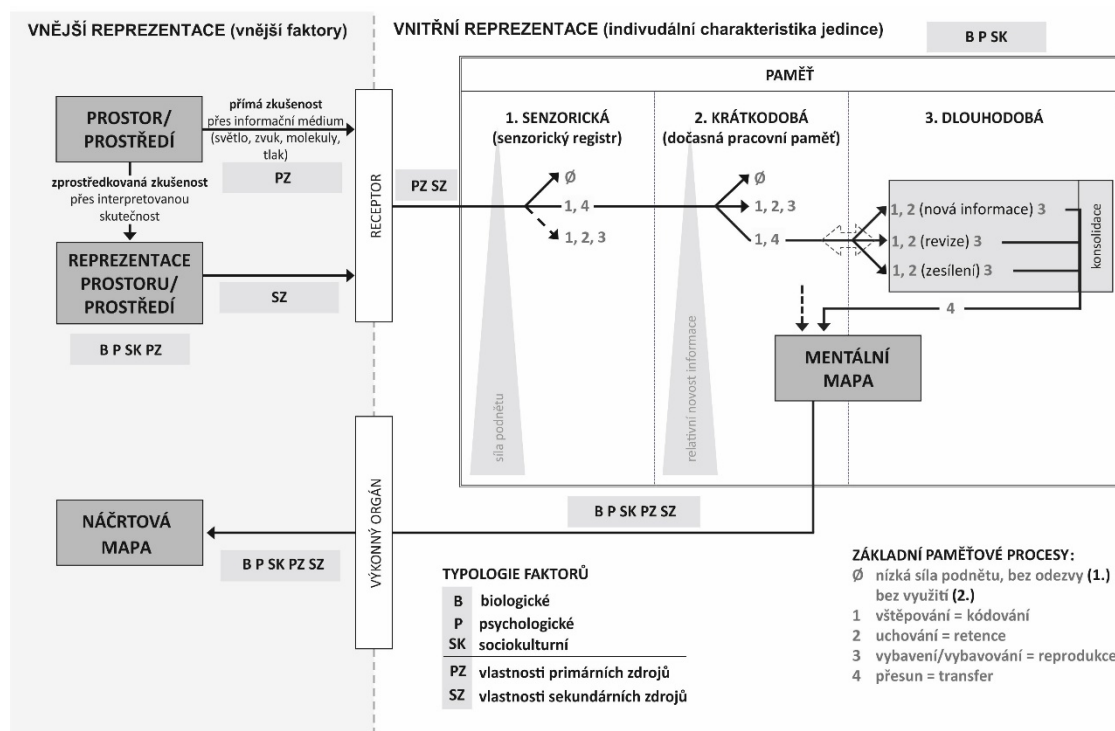 VNĚJŠÍ REPREZENTACE (vnější faktory)
VNITŘNÍ REPREZENTACE (indivudální charakteristika jedince)
B P SK
PAMĚŤ
PROSTOR/
PROSTŘEDÍ
přímá zkušenost
přes informační médium
(světlo, zvuk, molekuly,
tlak)
PZ
zprostředkovaná zkušenost
přes interpretovanou
skutečnost
REPREZENTACE
PROSTORU/
PROSTŘEDÍ
SZ
B P SK PZ
RECEPTOR
PZ SZ
1. SENZORICKÁ
(senzorický registr)
Ø
1, 4
1, 2, 3
síla podnětu
2. KRÁTKODOBÁ
(dočasná pracovní paměť)
Ø
1, 2, 3
1, 4
relativní novost informace
3. DLOUHODOBÁ
1, 2 (nová informace) 3
1, 2 (revize) 3
1, 2 (zesílení) 3
konsolidace
4
MENTÁLNÍ
MAPA
B P SK PZ SZ
VÝKONNÝ ORGÁN
NÁČRTOVÁ
MAPA
B P SK PZ SZ
TYPOLOGIE FAKTORŮ
B biologické
P psychologické
SK sociokulturní
PZ vlastnosti primárních zdrojů
SZ vlastnosti sekundárních zdrojů
ZÁKLADNÍ PAMĚŤOVÉ PROCESY:
Ø nízká síla podnětu, bez odezvy (1.)
bez využití (2.)
1 vštěpování = kódování
2 uchování = retence
3 vybavení/vybavování = reprodukce
4 přesun = transfer